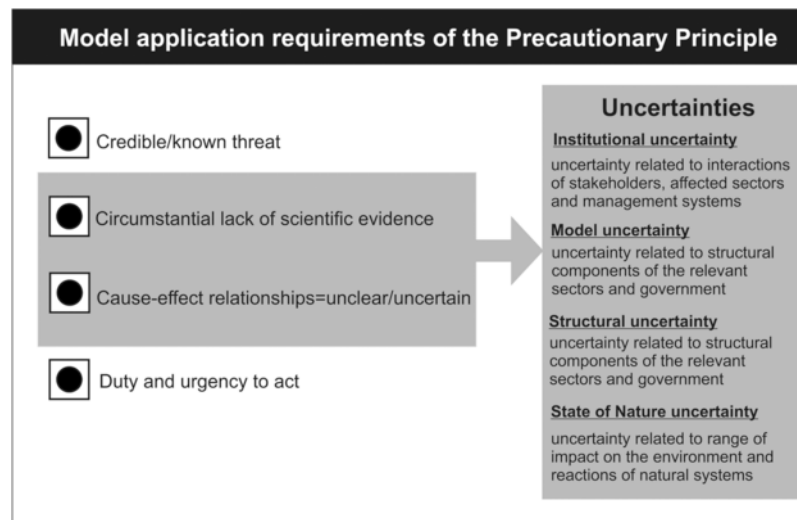 Model application requirements of the Precautionary Principle
Credible/known threat
Circumstantial lack of scientific evidence
Cause-effect relationships=unclear/uncertain
Duty and urgency to act
Uncertainties
Institutional uncertainty
uncertainty related to interactions
of stakeholders, affected sectors
and management systems
Model uncertainty
uncertainty related to structural
components of the relevant
sectors and government
Structural uncertainty
uncertainty related to structural
components of the relevant
sectors and government
State of Nature uncertainty
uncertainty related to range of
impact on the environment and
reactions of natural systems